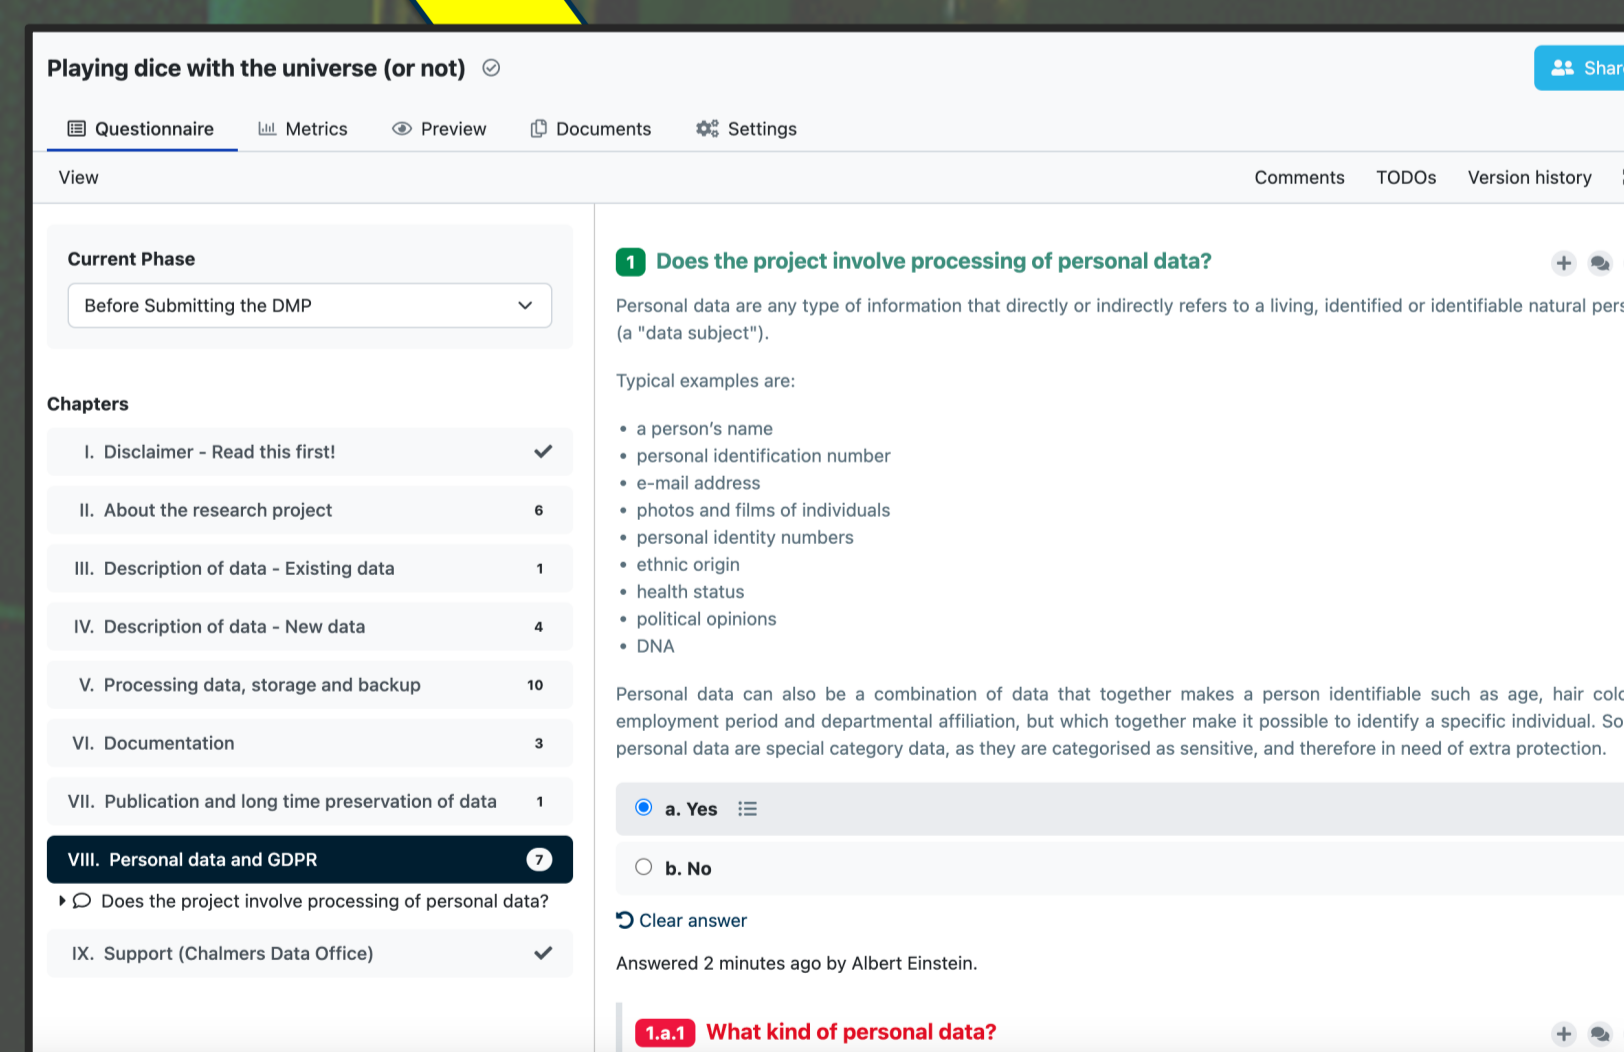 Playing dice with the universe (or not)
Questionnaire
Metrics
Preview
Documents
Settings
View
Comments
TODOs
Version history
Current Phase
Before Submitting the DMP
Chapters
I. Disclaimer - Read this first!
II. About the research project 6
III. Description of data - Existing data 1
IV. Description of data - New data 4
V. Processing data, storage and backup 10
VI. Documentation 3
VII. Publication and long time preservation of data 1
VIII. Personal data and GDPR 7
Does the project involve processing of personal data?
IX. Support (Chalmers Data Office)
1 Does the project involve processing of personal data?
Personal data are any type of information that directly or indirectly refers to a living, identified or identifiable natural
(a "data subject").
Typical examples are:
• a person’s name
• personal identification number
• e-mail address
• photos and films of individuals
• personal identity numbers
• ethnic origin
• health status
• political opinions
• DNA
Personal data can also be a combination of data that together makes a person identifiable such as age, hair
employment period and departmental affiliation, but which together make it possible to identify a specific individual.
personal data are special category data, as they are categorised as sensitive, and therefore in need of extra protection.
a. Yes
b. No
Clear answer
Answered 2 minutes ago by Albert Einstein.
1.a.1 What kind of personal data?